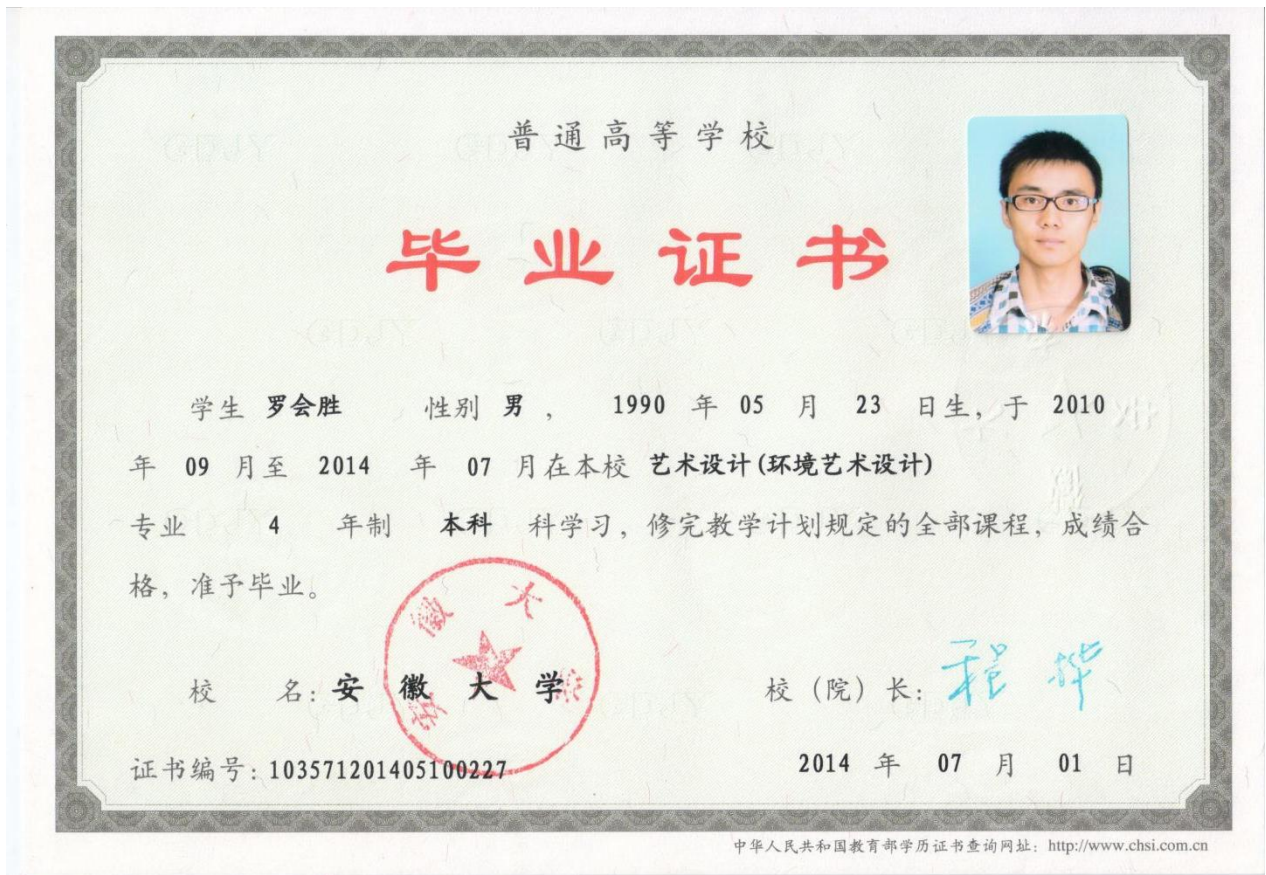 普通高等学校
毕业证书
学生 罗会胜 性别 男 , 1990 年 05 月 23 日生, 于 2010
年 09 月至 2014 年 07 月在本校 艺术设计(环境艺术设计)
专业 4 年制 本科 科学习, 修完教学计划规定的全部课程, 成绩合
格, 准予毕业。
安徽大学
校 名: 安徽大学 校 (院) 长: 程桦
证书编号: 103571201405100227 2014 年 07 月 01 日
中华人民共和国教育部学历证书查询网址: http://www.chsi.com.cn